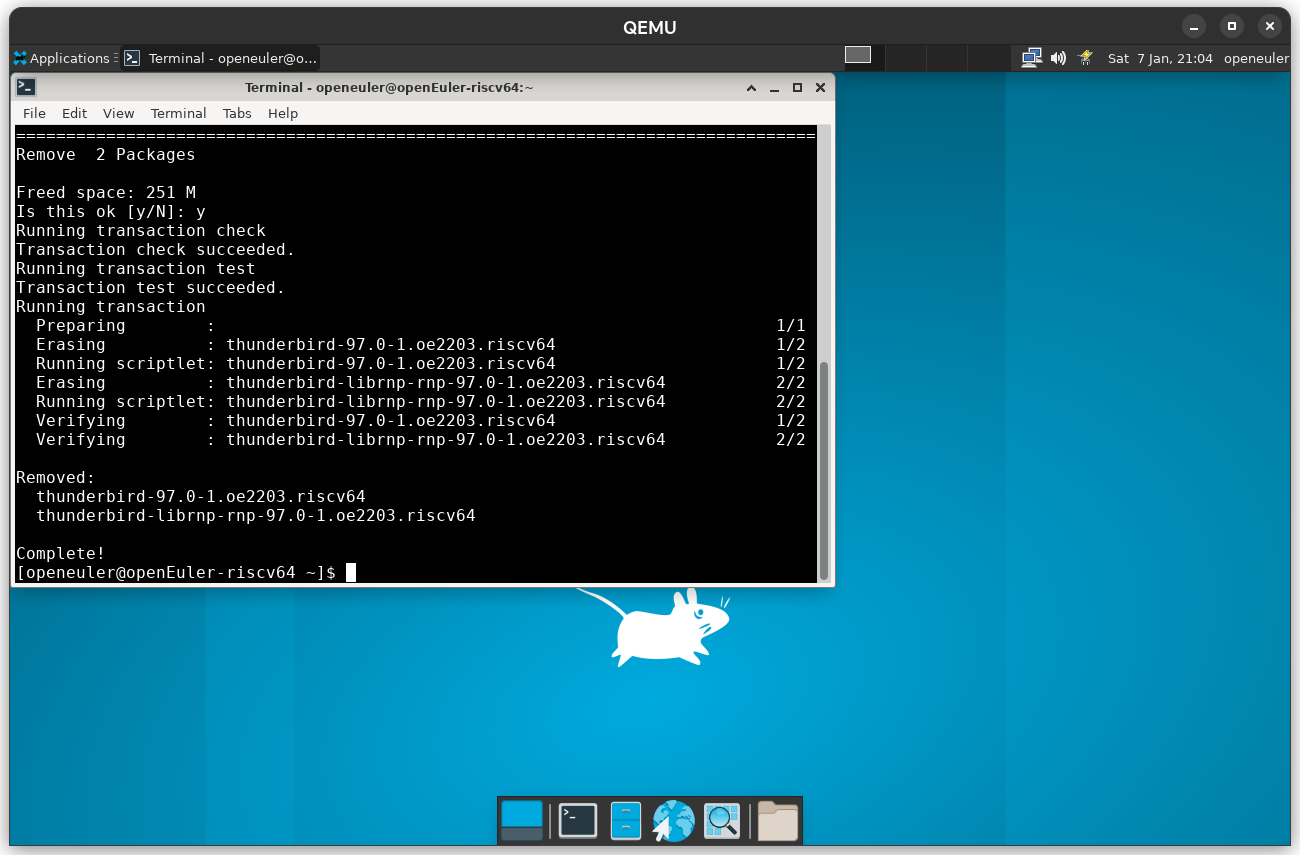 QEMU
Applications Terminal - openeuler@o... Sat 7 Jan, 21:04 openeuler
Terminal - openeuler@openEuler-riscv64:~
File Edit View Terminal Tabs Help
================================================================================
Remove  2 Packages
Freed space: 251 M
Is this ok [y/N]: y
Running transaction check
Transaction check succeeded.
Running transaction test
Transaction test succeeded.
Running transaction
  Preparing        :                                                        1/1
  Erasing          : thunderbird-97.0-1.oe2203.riscv64                      1/2
  Running scriptlet: thunderbird-97.0-1.oe2203.riscv64                      1/2
  Erasing          : thunderbird-librnp-rnp-97.0-1.oe2203.riscv64           2/2
  Running scriptlet: thunderbird-librnp-rnp-97.0-1.oe2203.riscv64           2/2
  Verifying        : thunderbird-97.0-1.oe2203.riscv64                      1/2
  Verifying        : thunderbird-librnp-rnp-97.0-1.oe2203.riscv64           2/2
Removed:
  thunderbird-97.0-1.oe2203.riscv64
  thunderbird-librnp-rnp-97.0-1.oe2203.riscv64
Complete!
[openeuler@openEuler-riscv64 ~]$